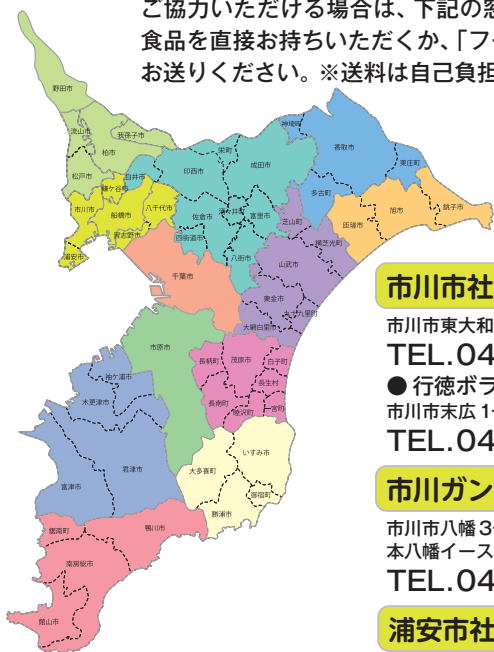 ご協力いただける場合は、下記の窓
食品を直接お持ちいただくか、「フ
お送りください。※送料は自己負担
野田市
流山市
我孫子市
柏市
松戸市
白井市
鎌ケ谷市
市川市
船橋市
八千代市
習志野市
浦安市
印西市
栄町
成田市
佐倉市
酒々井町
富里市
四街道市
八街市
神崎町
香取市
東庄町
多古町
銚子市
旭市
匝瑳市
芝山町
横芝光町
山武市
東金市
九十九里町
大網白里市
千葉市
市原市
長柄町
茂原市
白子町
長生村
長南町
睦沢町
一宮町
袖ケ浦市
木更津市
君津市
富津市
いすみ市
大多喜町
御宿町
勝浦市
鋸南町
鴨川市
南房総市
館山市
市川市社
市川市東大和
TEL.04
● 行徳ボラ
市川市末広1
TEL.04
市川ガン
市川市八幡3
本八幡イース
TEL.04
浦安市社